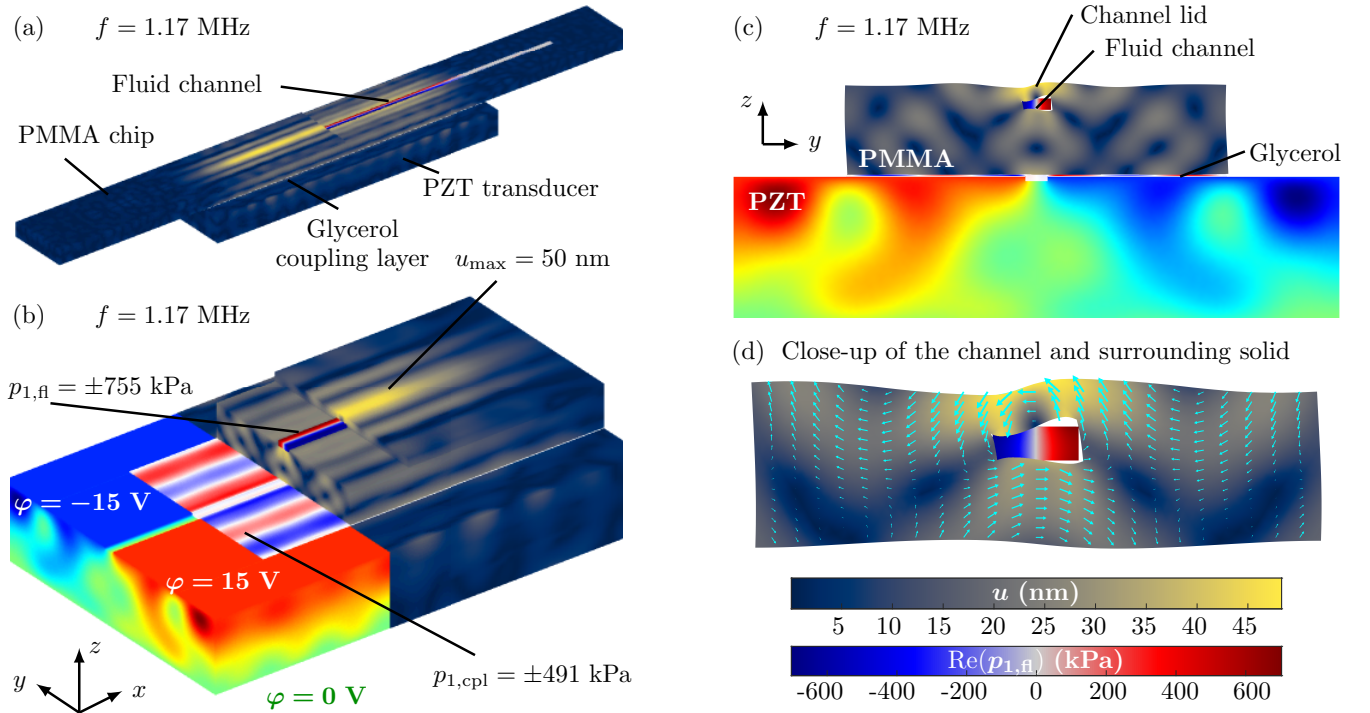 (a) f = 1.17 MHz
Fluid channel
PMMA chip
PZT transducer
Glycerol
coupling layer
u_max = 50 nm
(b) f = 1.17 MHz
p_1,fl = ±755 kPa
φ = −15 V
φ = 15 V
p_1,cpl = ±491 kPa
φ = 0 V
z
y
x
(c) f = 1.17 MHz
Channel lid
Fluid channel
z
y
PMMA
Glycerol
PZT
(d) Close-up of the channel and surrounding solid
u (nm)
5 10 15 20 25 30 35 40 45
Re(p_1,fl) (kPa)
-600 -400 -200 0 200 400 600